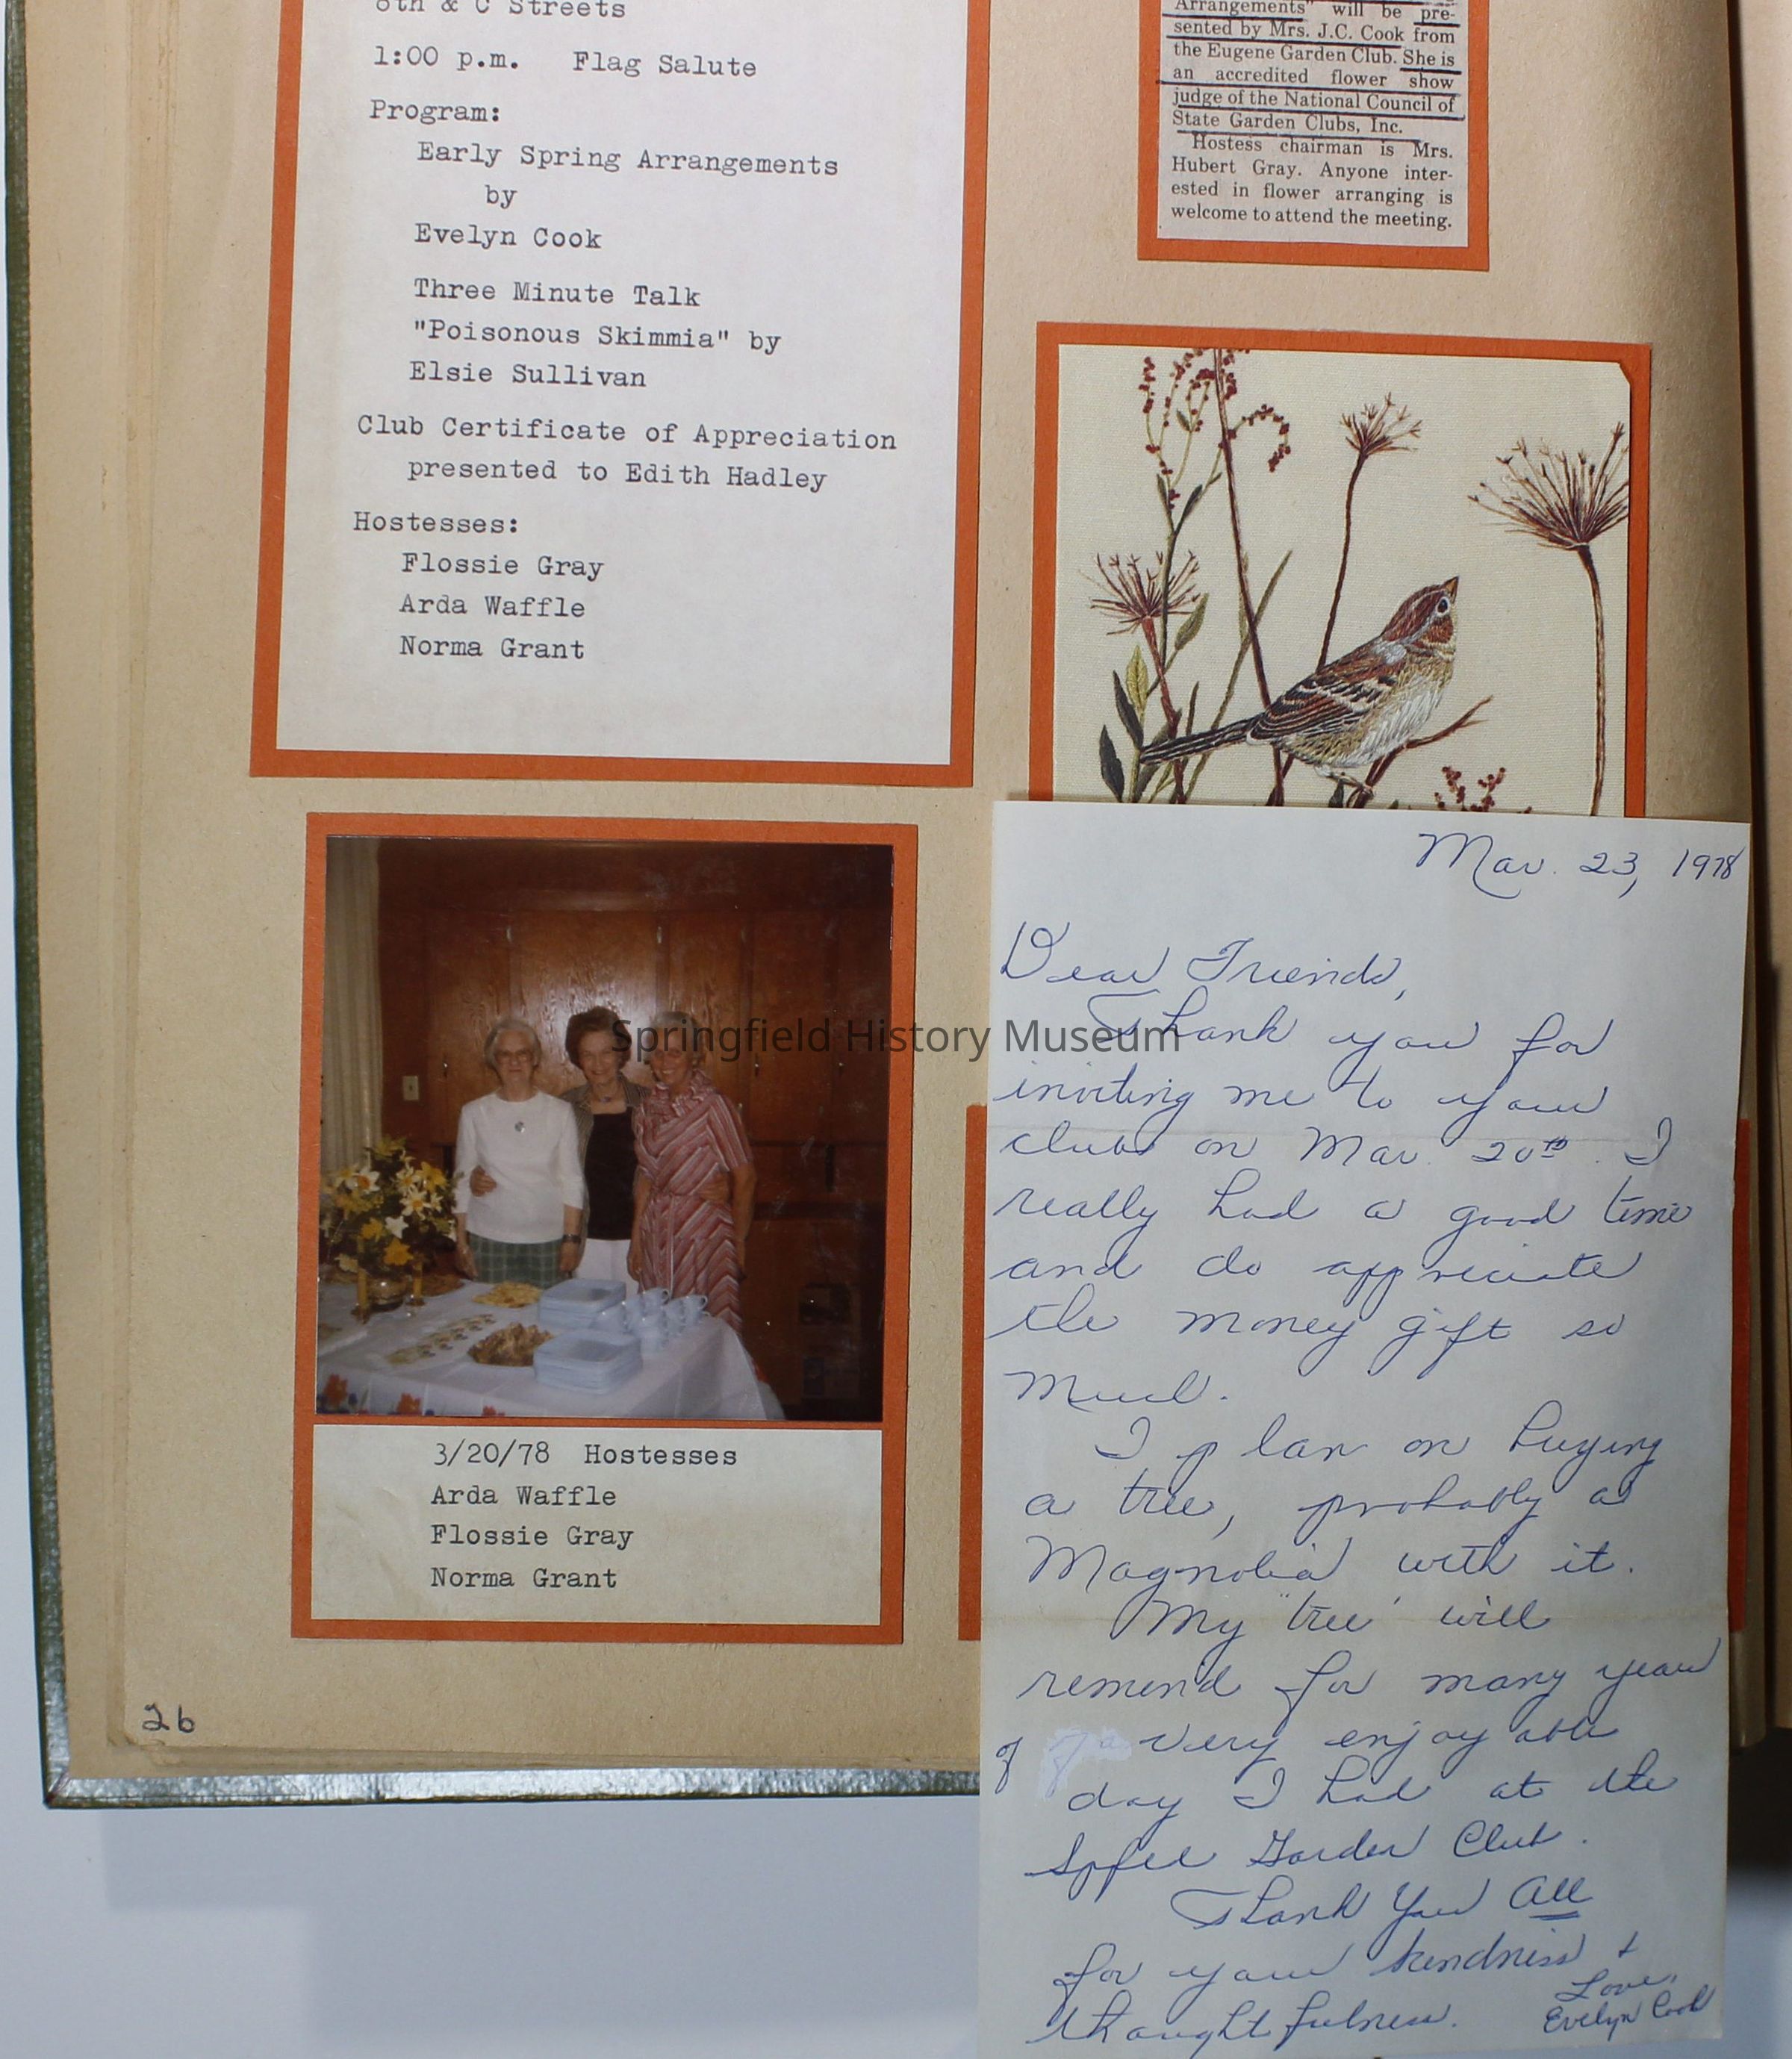 8th & C Streets
1:00 p.m. Flag Salute
Program:
Early Spring Arrangements
by
Evelyn Cook
Three Minute Talk
"Poisonous Skimmia" by
Elsie Sullivan
Club Certificate of Appreciation
presented to Edith Hadley
Hostesses:
Flossie Gray
Arda Waffle
Norma Grant
Arrangements" will be pre-
sented by Mrs. J.C. Cook from
the Eugene Garden Club. She is
an accredited flower show
judge of the National Council of
State Garden Clubs, Inc.
Hostess chairman is Mrs.
Hubert Gray. Anyone inter-
ested in flower arranging is
welcome to attend the meeting.
3/20/78 Hostesses
Arda Waffle
Flossie Gray
Norma Grant
26
Mar. 23, 1978
Dear Friends,
Thank you for
inviting me to your
club on Mar. 20th. I
really had a good time
and do appreciate
the money gift so
much.
I plan on buying
a tree, probably a
Magnolia with it.
My "tree" will
remind for many years
of a very enjoyable
day I had at the
Spfld Garden Club.
Thank You All
for your kindness &
thoughtfulness.
Love,
Evelyn Cook
Springfield History Museum